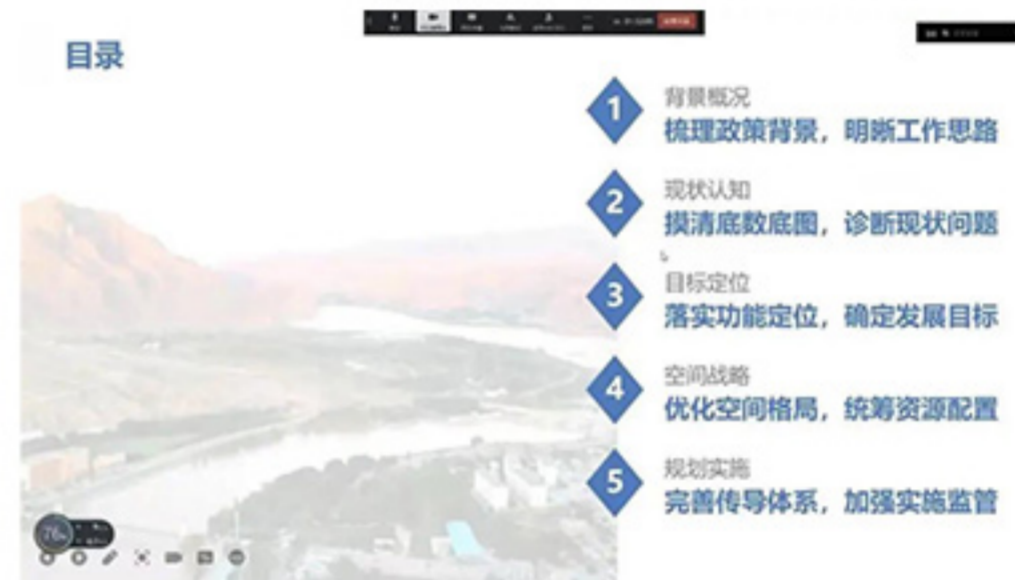 目录
1
背景概况
梳理政策背景，明晰工作思路
2
现状认知
摸清底数底图，诊断现状问题
3
目标定位
落实功能定位，确定发展目标
4
空间战略
优化空间格局，统筹资源配置
5
规划实施
完善传导体系，加强实施监管